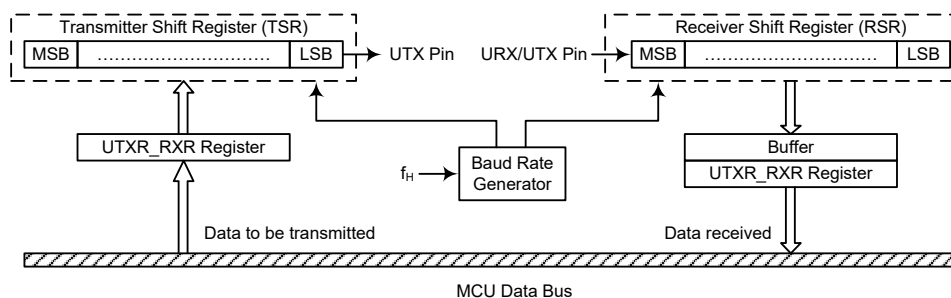 Transmitter Shift Register (TSR)
MSB ................................ LSB
UTX Pin
URX/UTX Pin
Receiver Shift Register (RSR)
MSB ................................ LSB
UTXR_RXR Register
fH
Baud Rate
Generator
Buffer
UTXR_RXR Register
Data to be transmitted
Data received
MCU Data Bus